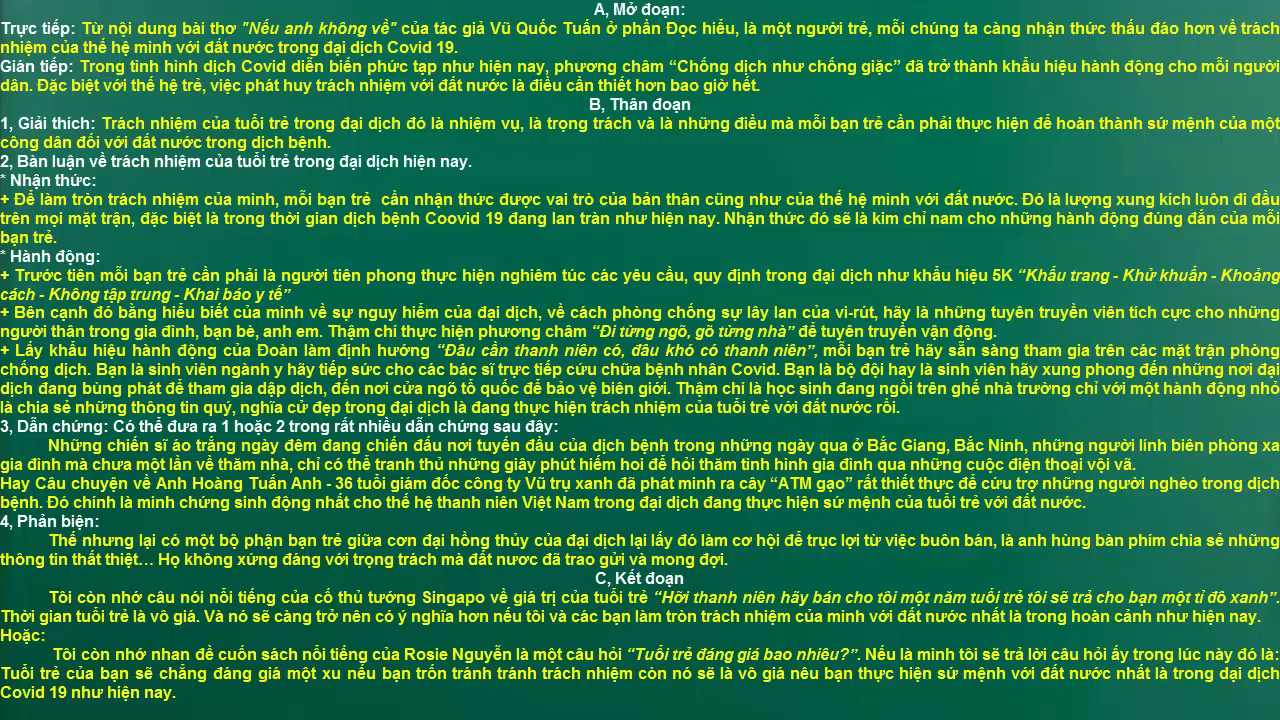 A, Mở đoạn:
Trực tiếp: Từ nội dung bài thơ "Nếu anh không về" của tác giả Vũ Quốc Tuấn ở phần Đọc hiểu, là một người trẻ, mỗi chúng ta càng nhận thức thấu đáo hơn về trách
nhiệm của thế hệ mình với đất nước trong đại dịch Covid 19.
Gián tiếp: Trong tình hình dịch Covid diễn biến phức tạp như hiện nay, phương châm “Chống dịch như chống giặc” đã trở thành khẩu hiệu hành động cho mỗi người
dân. Đặc biệt với thế hệ trẻ, việc phát huy trách nhiệm với đất nước là điều cần thiết hơn bao giờ hết.
B, Thân đoạn
1, Giải thích: Trách nhiệm của tuổi trẻ trong đại dịch đó là nhiệm vụ, là trọng trách và là những điều mà mỗi bạn trẻ cần phải thực hiện để hoàn thành sứ mệnh của một
công dân đối với đất nước trong dịch bệnh.
2, Bàn luận về trách nhiệm của tuổi trẻ trong đại dịch hiện nay.
* Nhận thức:
+ Để làm tròn trách nhiệm của mình, mỗi bạn trẻ cần nhận thức được vai trò của bản thân cũng như của thế hệ mình với đất nước. Đó là lượng xung kích luôn đi đầu
trên mọi mặt trận, đặc biệt là trong thời gian dịch bệnh Coovid 19 đang lan tràn như hiện nay. Nhận thức đó sẽ là kim chỉ nam cho những hành động đúng đắn của mỗi
bạn trẻ.
* Hành động:
+ Trước tiên mỗi bạn trẻ cần phải là người tiên phong thực hiện nghiêm túc các yêu cầu, quy định trong đại dịch như khẩu hiệu 5K “Khẩu trang - Khử khuẩn - Khoảng
cách - Không tập trung - Khai báo y tế”
+ Bên cạnh đó bằng hiểu biết của mình về sự nguy hiểm của đại dịch, về cách phòng chống sự lây lan của vi-rút, hãy là những tuyên truyền viên tích cực cho những
người thân trong gia đình, bạn bè, anh em. Thậm chí thực hiện phương châm “Đi từng ngõ, gõ từng nhà” để tuyên truyền vận động.
+ Lấy khẩu hiệu hành động của Đoàn làm định hướng “Đâu cần thanh niên có, đâu khó có thanh niên”, mỗi bạn trẻ hãy sẵn sàng tham gia trên các mặt trận phòng
chống dịch. Bạn là sinh viên ngành y hãy tiếp sức cho các bác sĩ trực tiếp cứu chữa bệnh nhân Covid. Bạn là bộ đội hay là sinh viên hãy xung phong đến những nơi đại
dịch đang bùng phát để tham gia dập dịch, đến nơi cửa ngõ tổ quốc để bảo vệ biên giới. Thậm chí là học sinh đang ngồi trên ghế nhà trường chỉ với một hành động nhỏ
là chia sẻ những thông tin quý, nghĩa cử đẹp trong đại dịch là đang thực hiện trách nhiệm của tuổi trẻ với đất nước rồi.
3, Dẫn chứng: Có thể đưa ra 1 hoặc 2 trong rất nhiều dẫn chứng sau đây:
Những chiến sĩ áo trắng ngày đêm đang chiến đấu nơi tuyến đầu của dịch bệnh trong những ngày qua ở Bắc Giang, Bắc Ninh, những người lính biên phòng xa
gia đình mà chưa một lần về thăm nhà, chỉ có thể tranh thủ những giây phút hiếm hoi để hỏi thăm tình hình gia đình qua những cuộc điện thoại vội vã.
Hay Câu chuyện về Anh Hoàng Tuấn Anh - 36 tuổi giám đốc công ty Vũ trụ xanh đã phát minh ra cây “ATM gạo” rất thiết thực để cứu trợ những người nghèo trong dịch
bệnh. Đó chính là minh chứng sinh động nhất cho thế hệ thanh niên Việt Nam trong đại dịch đang thực hiện sứ mệnh của tuổi trẻ với đất nước.
4, Phản biện:
Thế nhưng lại có một bộ phận bạn trẻ giữa cơn đại hồng thủy của đại dịch lại lấy đó làm cơ hội để trục lợi từ việc buôn bán, là anh hùng bàn phím chia sẻ những
thông tin thất thiệt… Họ không xứng đáng với trọng trách mà đất nươc đã trao gửi và mong đợi.
C, Kết đoạn
Tôi còn nhớ câu nói nổi tiếng của cố thủ tướng Singapo về giá trị của tuổi trẻ “Hỡi thanh niên hãy bán cho tôi một năm tuổi trẻ tôi sẽ trả cho bạn một tỉ đô xanh”.
Thời gian tuổi trẻ là vô giá. Và nó sẽ càng trở nên có ý nghĩa hơn nếu tôi và các bạn làm tròn trách nhiệm của mình với đất nước nhất là trong hoàn cảnh như hiện nay.
Hoặc:
Tôi còn nhớ nhan đề cuốn sách nổi tiếng của Rosie Nguyễn là một câu hỏi “Tuổi trẻ đáng giá bao nhiêu?”. Nếu là mình tôi sẽ trả lời câu hỏi ấy trong lúc này đó là:
Tuổi trẻ của bạn sẽ chẳng đáng giá một xu nếu bạn trốn tránh tránh trách nhiệm còn nó sẽ là vô giá nêu bạn thực hiện sứ mệnh với đất nước nhất là trong dại dịch
Covid 19 như hiện nay.